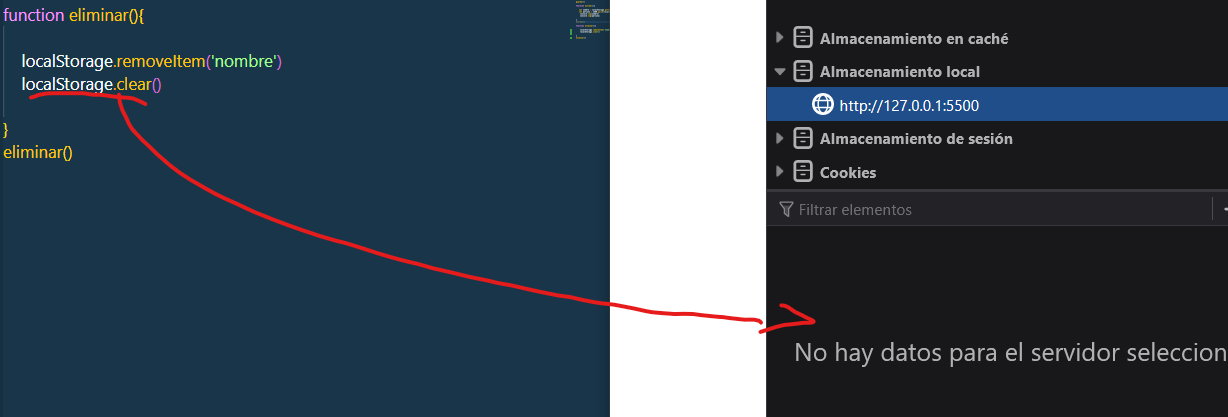 function eliminar(){
localStorage.removeItem('nombre')
localStorage.clear()
}
eliminar()
Almacenamiento en caché
Almacenamiento local
http://127.0.0.1:5500
Almacenamiento de sesión
Cookies
Filtrar elementos
No hay datos para el servidor seleccion